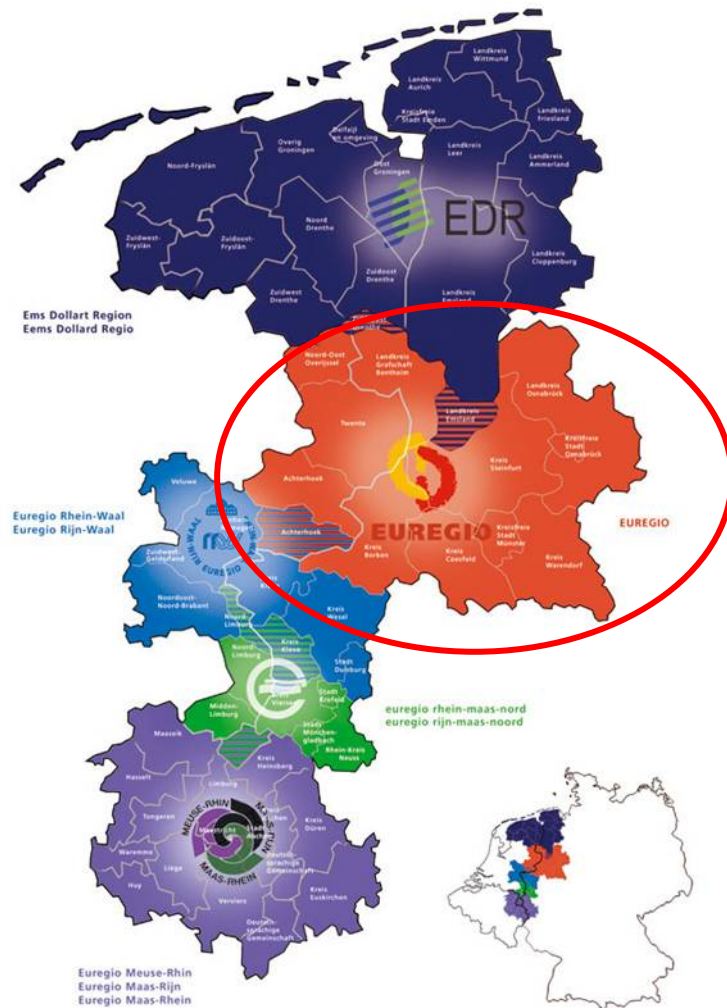 Landkreis
Wittmund
Landkreis
Aurich
Kreisfreie
Stadt Emden
Landkreis
Friesland
Delfzijl
en omgeving
Overig
Groningen
Landkreis
Leer
Landkreis
Ammerland
Noord-Fryslân
Oost
Groningen
EDR
Noord
Drenthe
Zuidwest-
Fryslân
Zuidoost-
Fryslân
Landkreis
Cloppenburg
Zuidoost
Drenthe
Zuidwest
Drenthe
Landkreis
Emsland
Ems Dollart Region
Eems Dollard Regio
Drenthe
Noord-Oost
Overijssel
Landkreis
Grafschaft
Bentheim
Landkreis
Osnabrück
Landkreis
Emsland
Twente
Kreisfreie
Stadt
Osnabrück
Kreis
Steinfurt
Achterhoek
EUREGIO
EUREGIO
Kreisfreie
Stadt
Münster
Kreis
Borken
Kreis
Coesfeld
Kreis
Warendorf
Veluwe
Euregio Rhein-Waal
Euregio Rijn-Waal
Achterhoek
Zuidwest-
Gelderland
Noordoost-
Noord-Brabant
Kreis
Wesel
Noord-
Limburg
Noord-
Limburg
Kreis
Kleve
Stadt
Duisburg
Viersen
Stadt
Krefeld
Midden-
Limburg
Stadt
Mönchen-
gladbach
Rhein-Kreis
Neuss
euregio rhein-maas-nord
euregio rijn-maas-noord
Maaseik
Kreis
Heinsberg
Hasselt
Limburg
Tongeren
MEUSE-RHIN
MAAS-RIJN
MAAS-RHEIN
Maastricht
Kreis
Düren
Waremme
Liège
Deutsch-
sprachige
Gemeinschaft
Huy
Verviers
Kreis
Euskirchen
Deutsch-
sprachige
Gemeinschaft
Euregio Meuse-Rhin
Euregio Maas-Rijn
Euregio Maas-Rhein